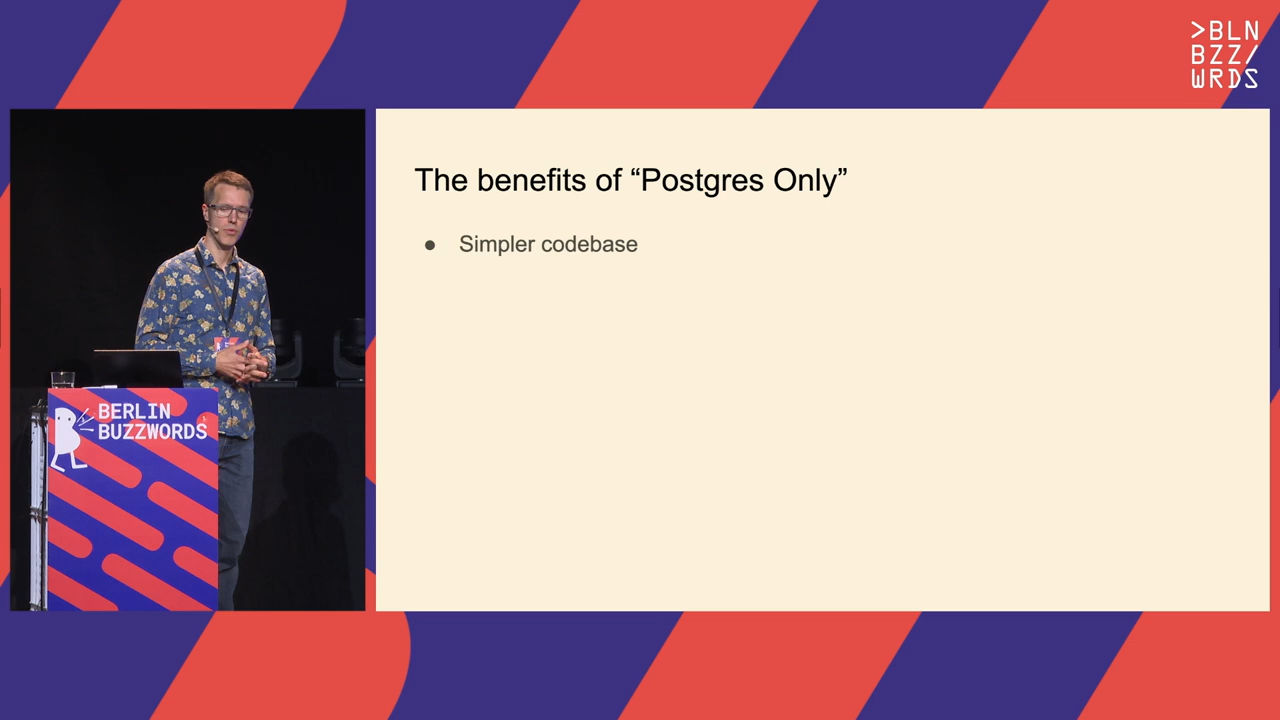 >BLN
BZZ/
WRDS
The benefits of “Postgres Only”
● Simpler codebase
BERLIN
BUZZWORDS